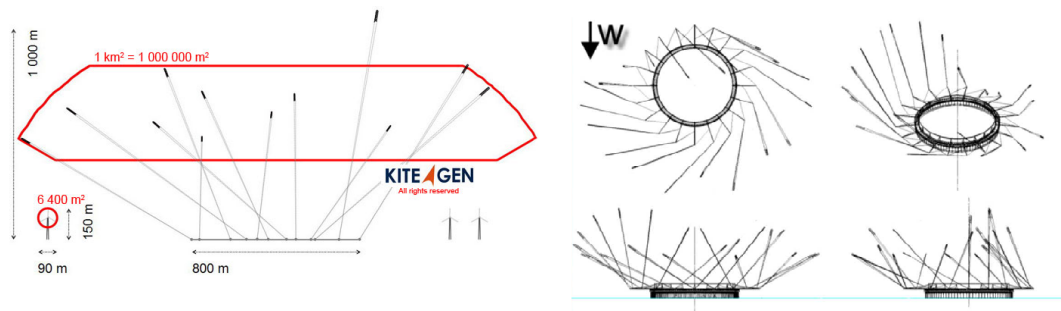 1 000 m
1 km² = 1 000 000 m²
KITE GEN
All rights reserved
6 400 m²
150 m
90 m
800 m
W